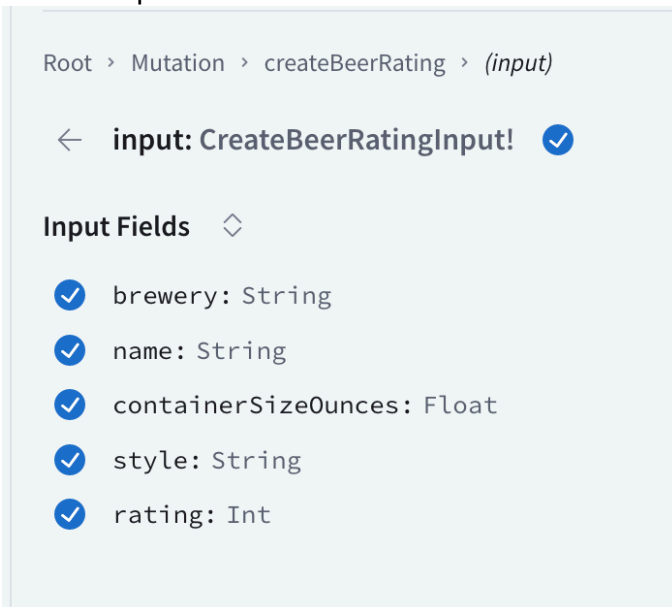 Root > Mutation > createBeerRating > (input)
← input: CreateBeerRatingInput!
Input Fields
brewery: String
name: String
containerSizeOunces: Float
style: String
rating: Int